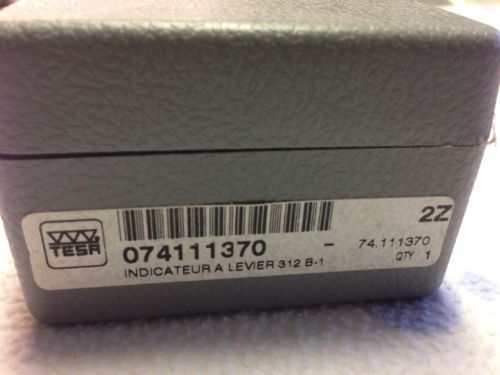 2Z
TESA
074111370 - 74.111370
INDICATEUR A LEVIER 312 B-1 QTY 1